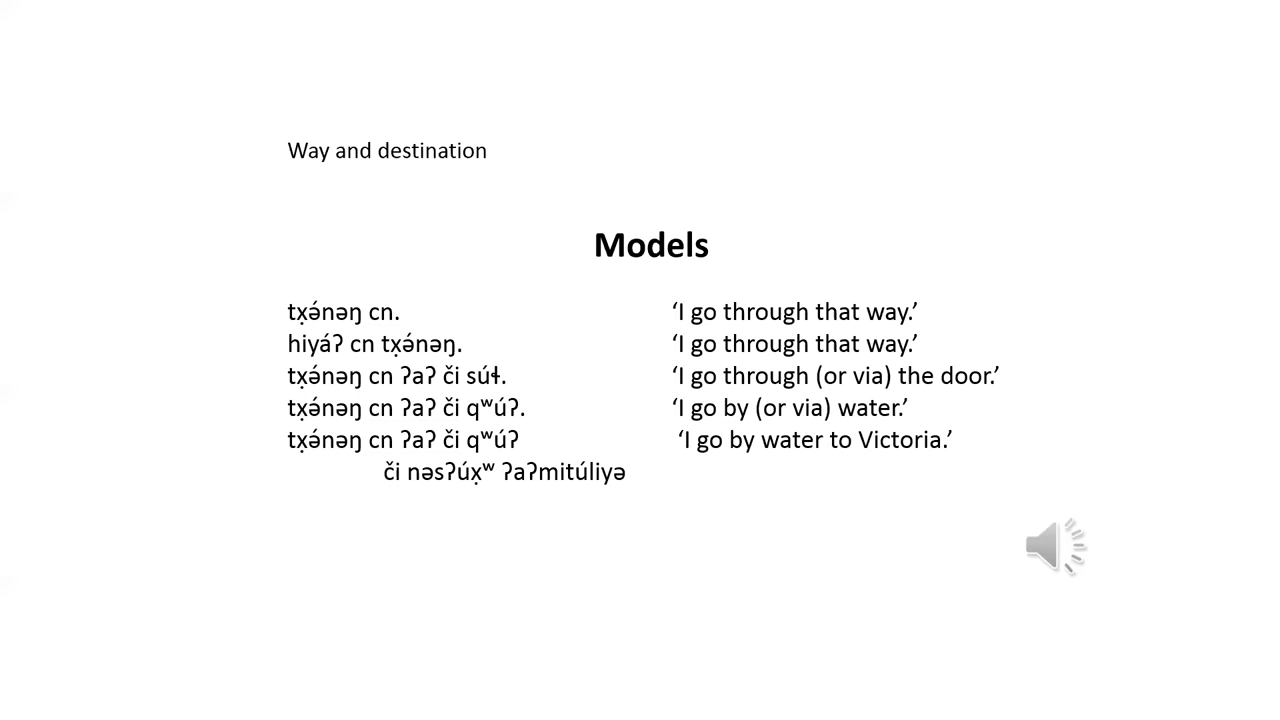 Way and destination
Models
tx̣ə́nəŋ cn. ‘I go through that way.’
hiyáʔ cn tx̣ə́nəŋ. ‘I go through that way.’
tx̣ə́nəŋ cn ʔaʔ či súɬ. ‘I go through (or via) the door.’
tx̣ə́nəŋ cn ʔaʔ či qʷúʔ. ‘I go by (or via) water.’
tx̣ə́nəŋ cn ʔaʔ či qʷúʔ ‘I go by water to Victoria.’
či nəsʔúx̣ʷ ʔaʔmitúliyə